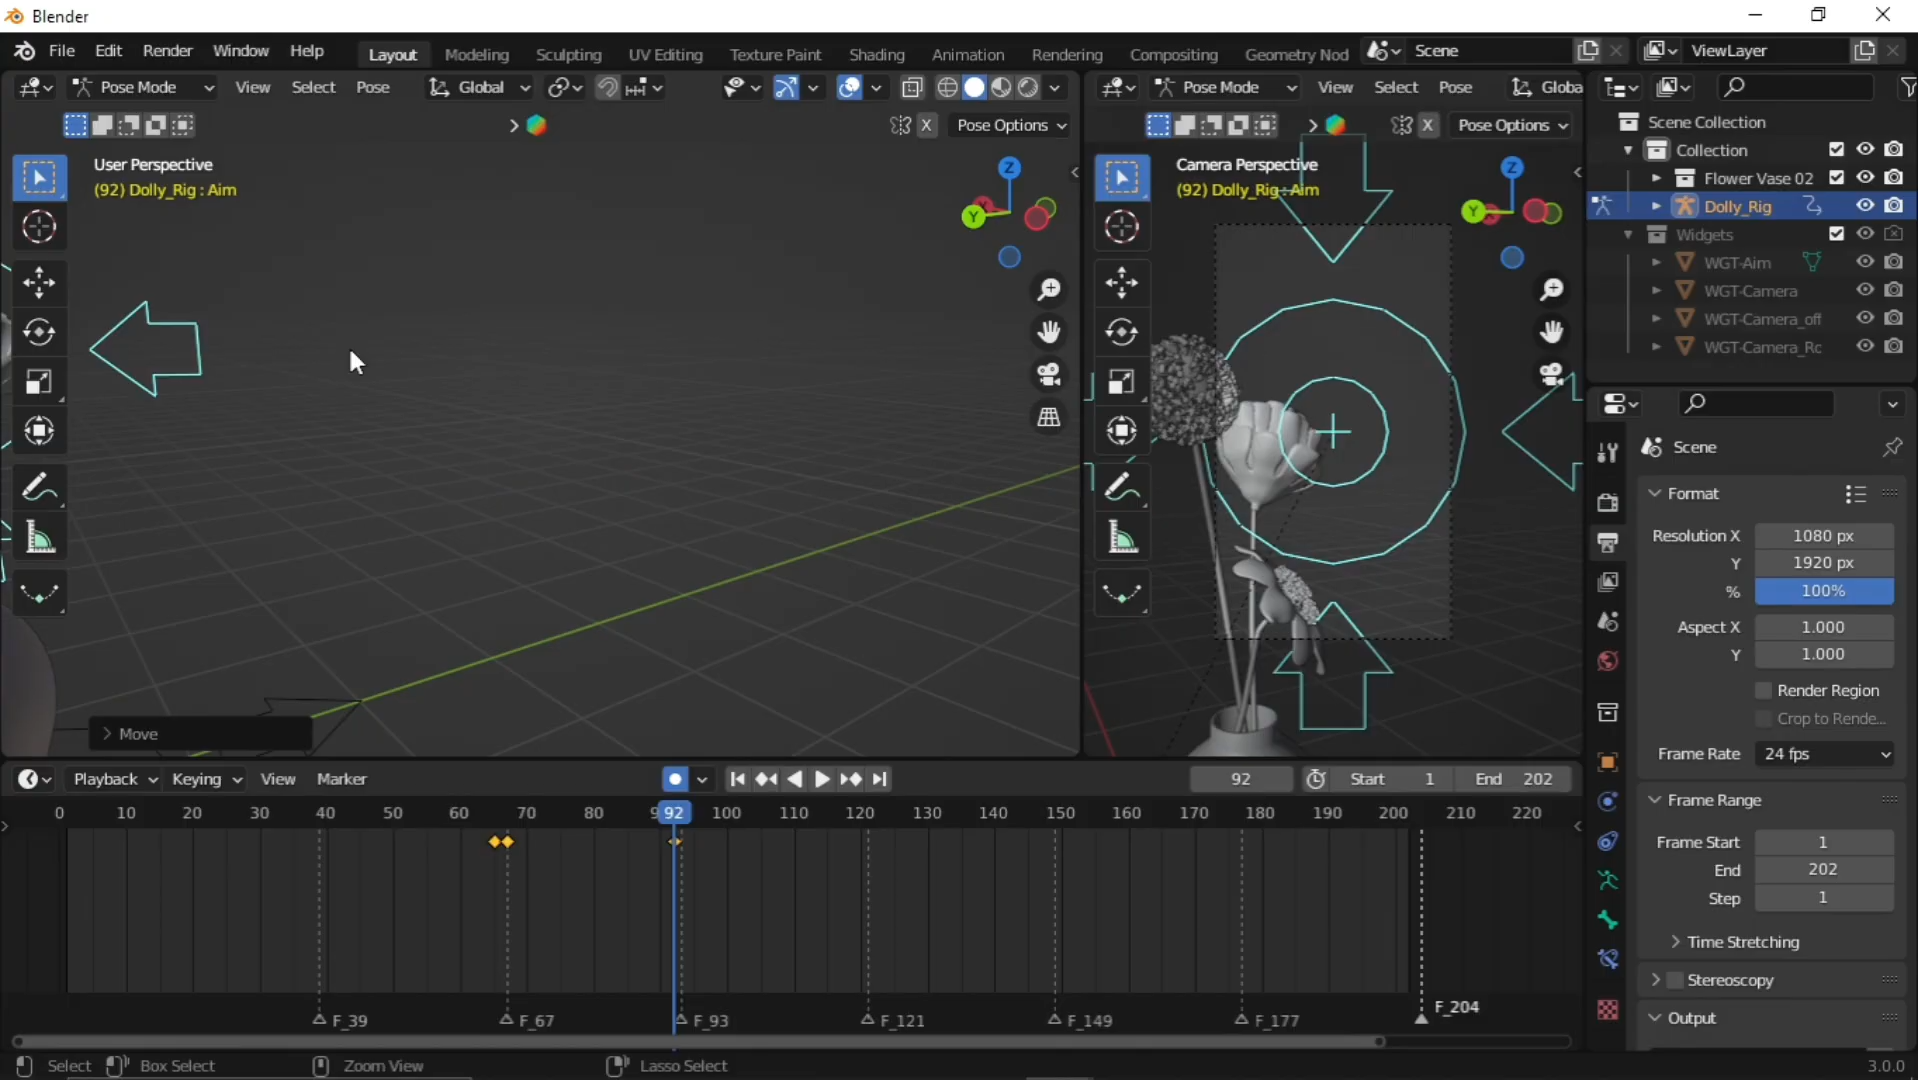 Blender
File Edit Render Window Help Layout Modeling Sculpting UV Editing Texture Paint Shading Animation Rendering Compositing Geometry Nod Scene ViewLayer
Pose Mode View Select Pose Global
X Pose Options
User Perspective
(92) Dolly_Rig : Aim
Z
Y
Move
Pose Mode View Select Pose Globa
X Pose Options
Camera Perspective
(92) Dolly_Rig : Aim
Z
Y
Scene Collection
Collection
Flower Vase 02
Dolly_Rig
Widgets
WGT-Aim
WGT-Camera
WGT-Camera_off
WGT-Camera_Rc
Scene
Format
Resolution X 1080 px
Y 1920 px
% 100%
Aspect X 1.000
Y 1.000
Render Region
Crop to Rende...
Frame Rate 24 fps
Frame Range
Frame Start 1
End 202
Step 1
Time Stretching
Stereoscopy
Output
Playback Keying View Marker 92 Start 1 End 202
0 10 20 30 40 50 60 70 80 9 92 100 110 120 130 140 150 160 170 180 190 200 210 220
F_39 F_67 F_93 F_121 F_149 F_177 F_204
Select Box Select Zoom View Lasso Select 3.0.0